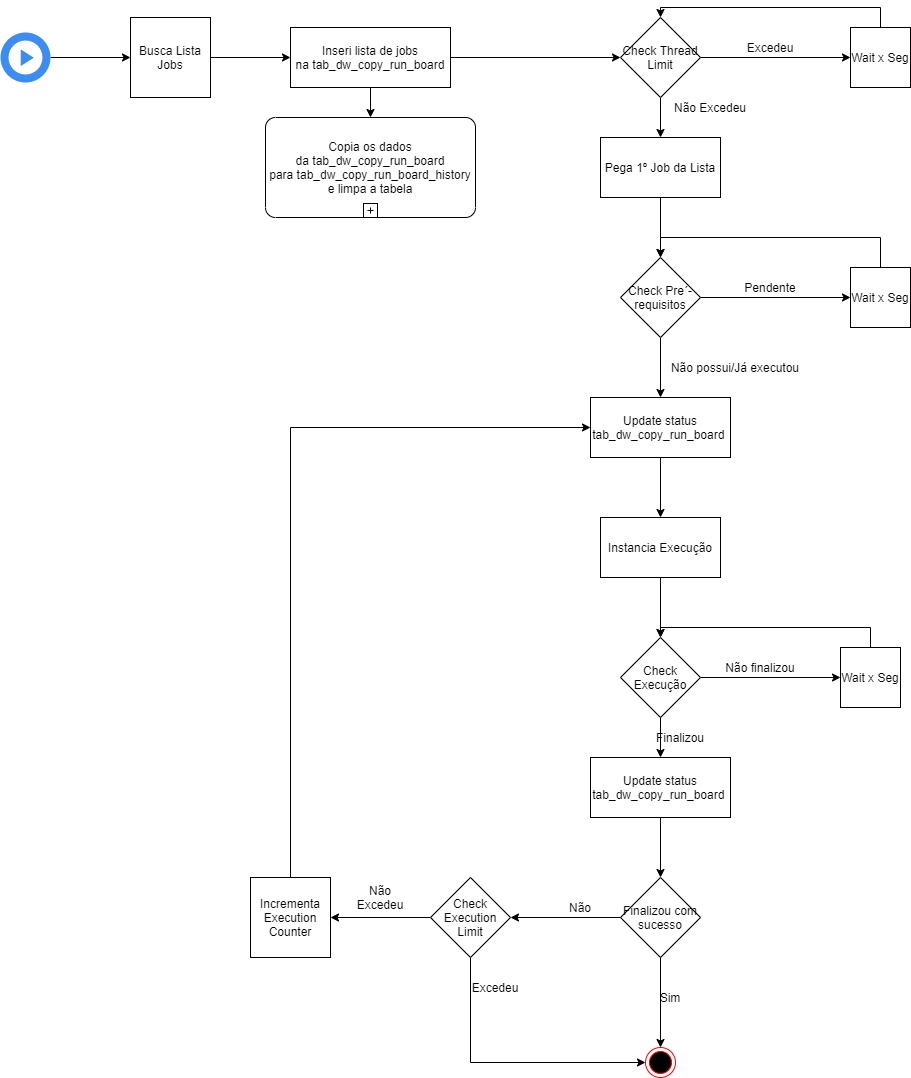 Busca Lista
Jobs
Inseri lista de jobs
na tab_dw_copy_run_board
Check Thread
Limit
Excedeu
Wait x Seg
Não Excedeu
Copia os dados
da tab_dw_copy_run_board
para tab_dw_copy_run_board_history
e limpa a tabela
Pega 1º Job da Lista
Check Pre´-
requisitos
Pendente
Wait x Seg
Não possui/Já executou
Update status
tab_dw_copy_run_board
Instancia Execução
Check
Execução
Não finalizou
Wait x Seg
Finalizou
Update status
tab_dw_copy_run_board
Finalizou com
sucesso
Não
Check
Execution
Limit
Não
Excedeu
Incrementa
Execution
Counter
Excedeu
Sim